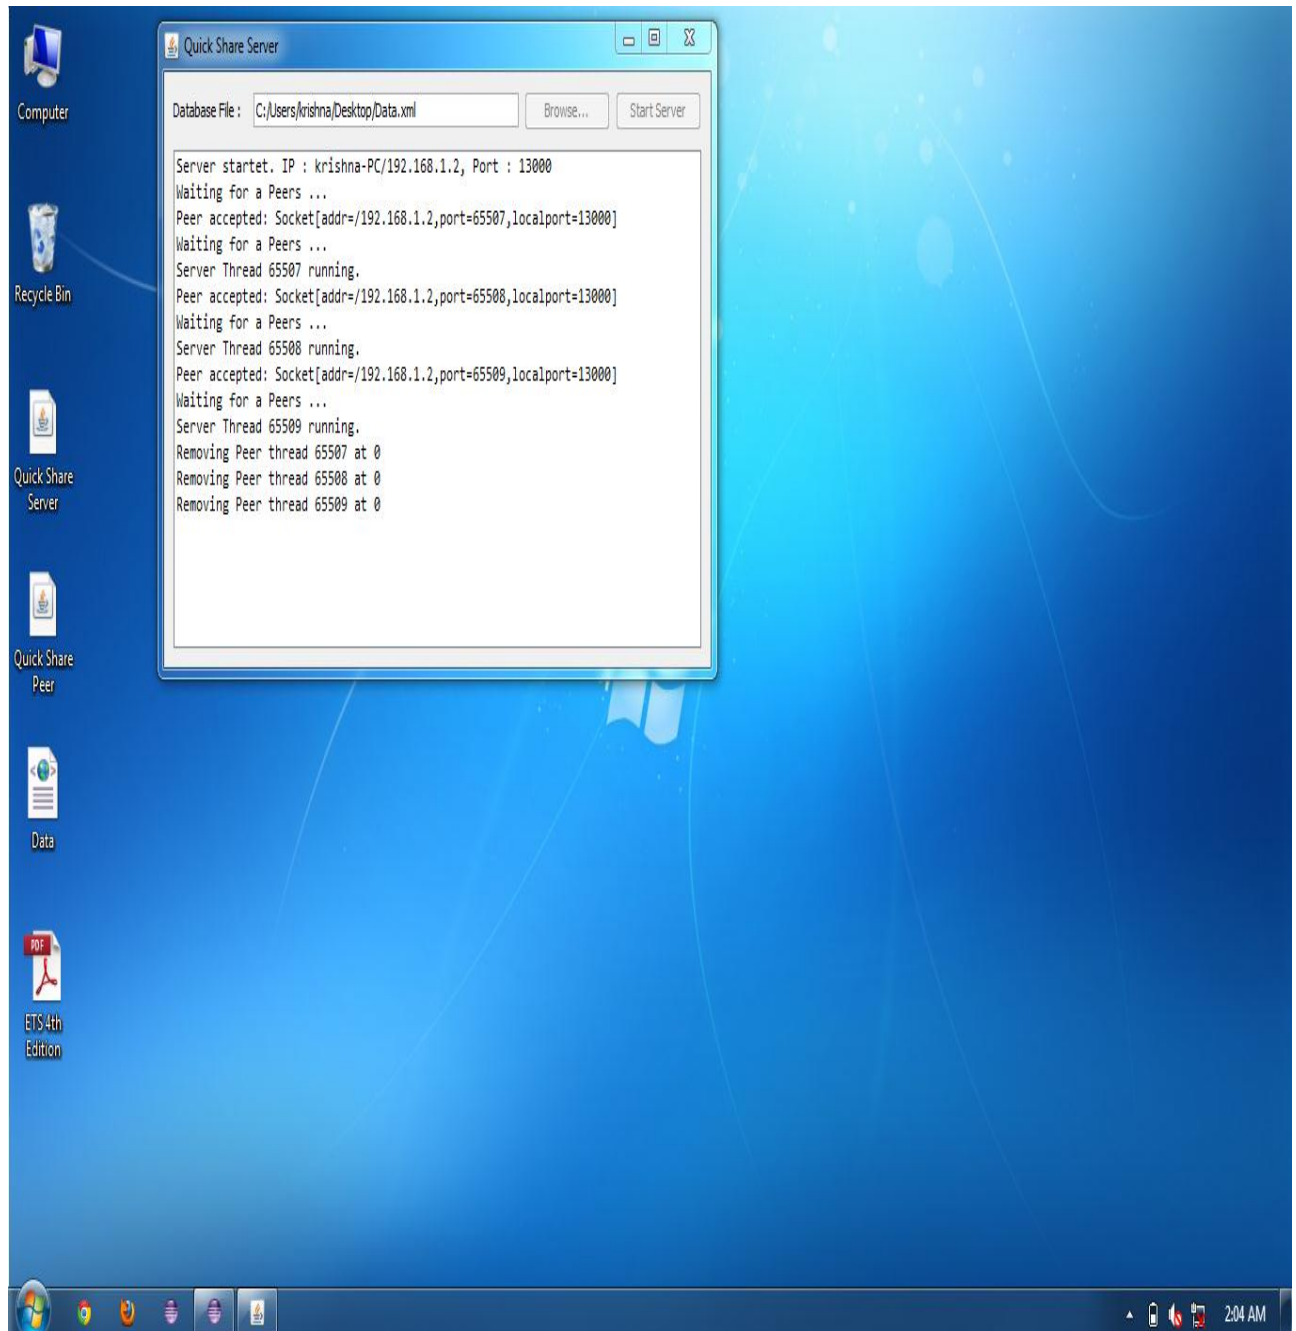 Computer
Recycle Bin
Quick Share
Server
Quick Share
Peer
Data
PDF
ETS 4th
Edition
Quick Share Server
Database File : C:/Users/krishna/Desktop/Data.xml Browse... Start Server
Server startet. IP : krishna-PC/192.168.1.2, Port : 13000
Waiting for a Peers ...
Peer accepted: Socket[addr=/192.168.1.2,port=65507,localport=13000]
Waiting for a Peers ...
Server Thread 65507 running.
Peer accepted: Socket[addr=/192.168.1.2,port=65508,localport=13000]
Waiting for a Peers ...
Server Thread 65508 running.
Peer accepted: Socket[addr=/192.168.1.2,port=65509,localport=13000]
Waiting for a Peers ...
Server Thread 65509 running.
Removing Peer thread 65507 at 0
Removing Peer thread 65508 at 0
Removing Peer thread 65509 at 0
2:04 AM